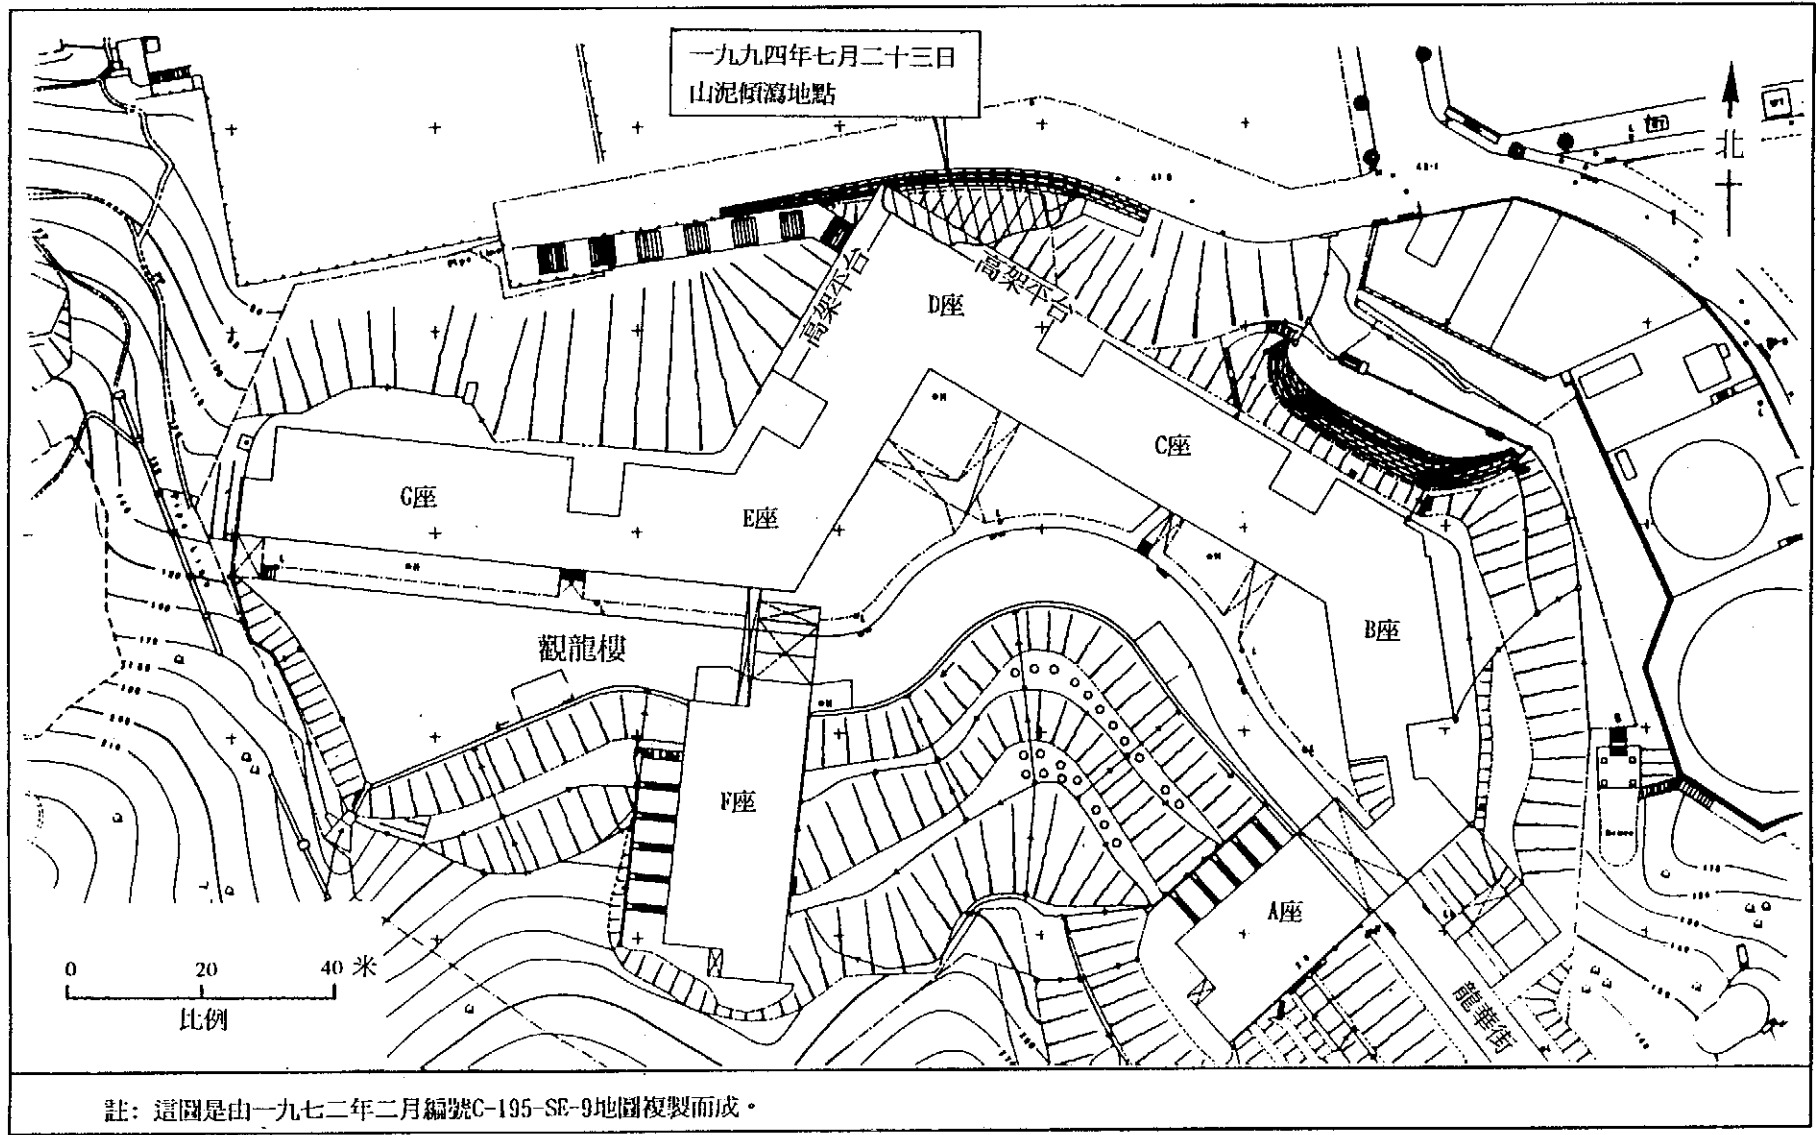 一九九四年七月二十三日
山泥傾瀉地點
北
高架平台
高架平台
D座
C座
G座
E座
B座
觀龍樓
F座
A座
龍華街
0 20 40 米
比例
註: 這圖是由一九七二年二月編號C-195-SE-9地圖複製而成。